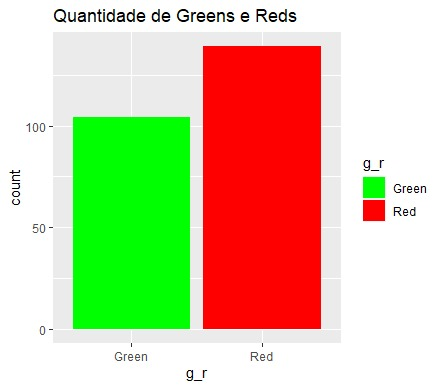 Quantidade de Greens e Reds
100
50
0
count
Green
Red
g_r
g_r
Green
Red